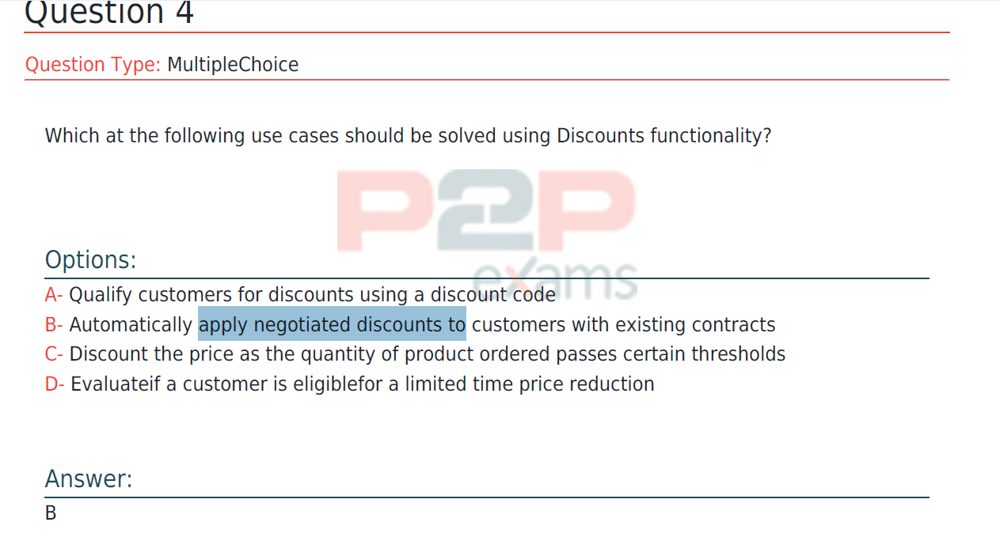 Question 4
Question Type: MultipleChoice
Which at the following use cases should be solved using Discounts functionality?
P2P
exams
Options:
A- Qualify customers for discounts using a discount code
B- Automatically apply negotiated discounts to customers with existing contracts
C- Discount the price as the quantity of product ordered passes certain thresholds
D- Evaluateif a customer is eligiblefor a limited time price reduction
Answer:
B